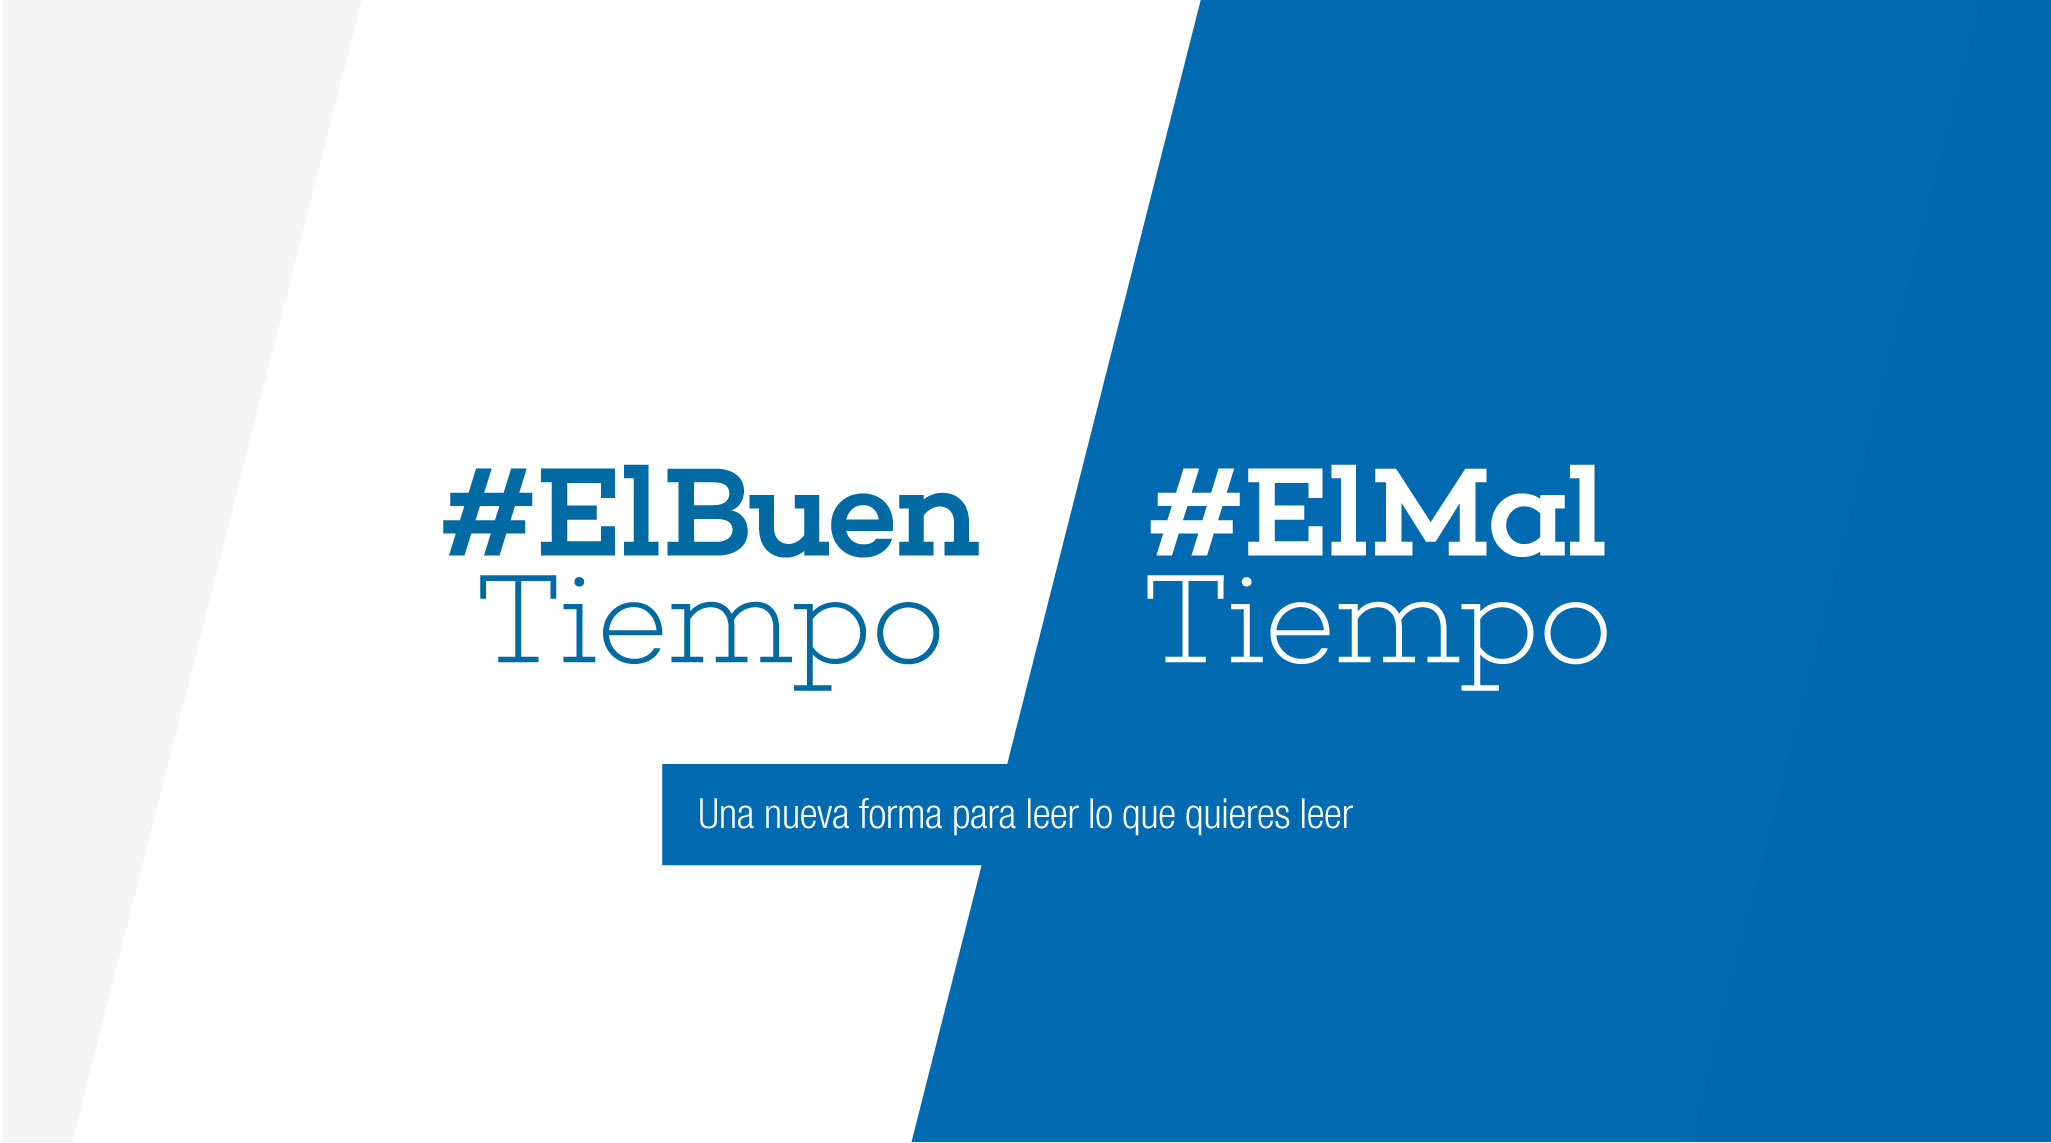 #ElBuen
Tiempo
#ElMal
Tiempo
Una nueva forma para leer lo que quieres leer